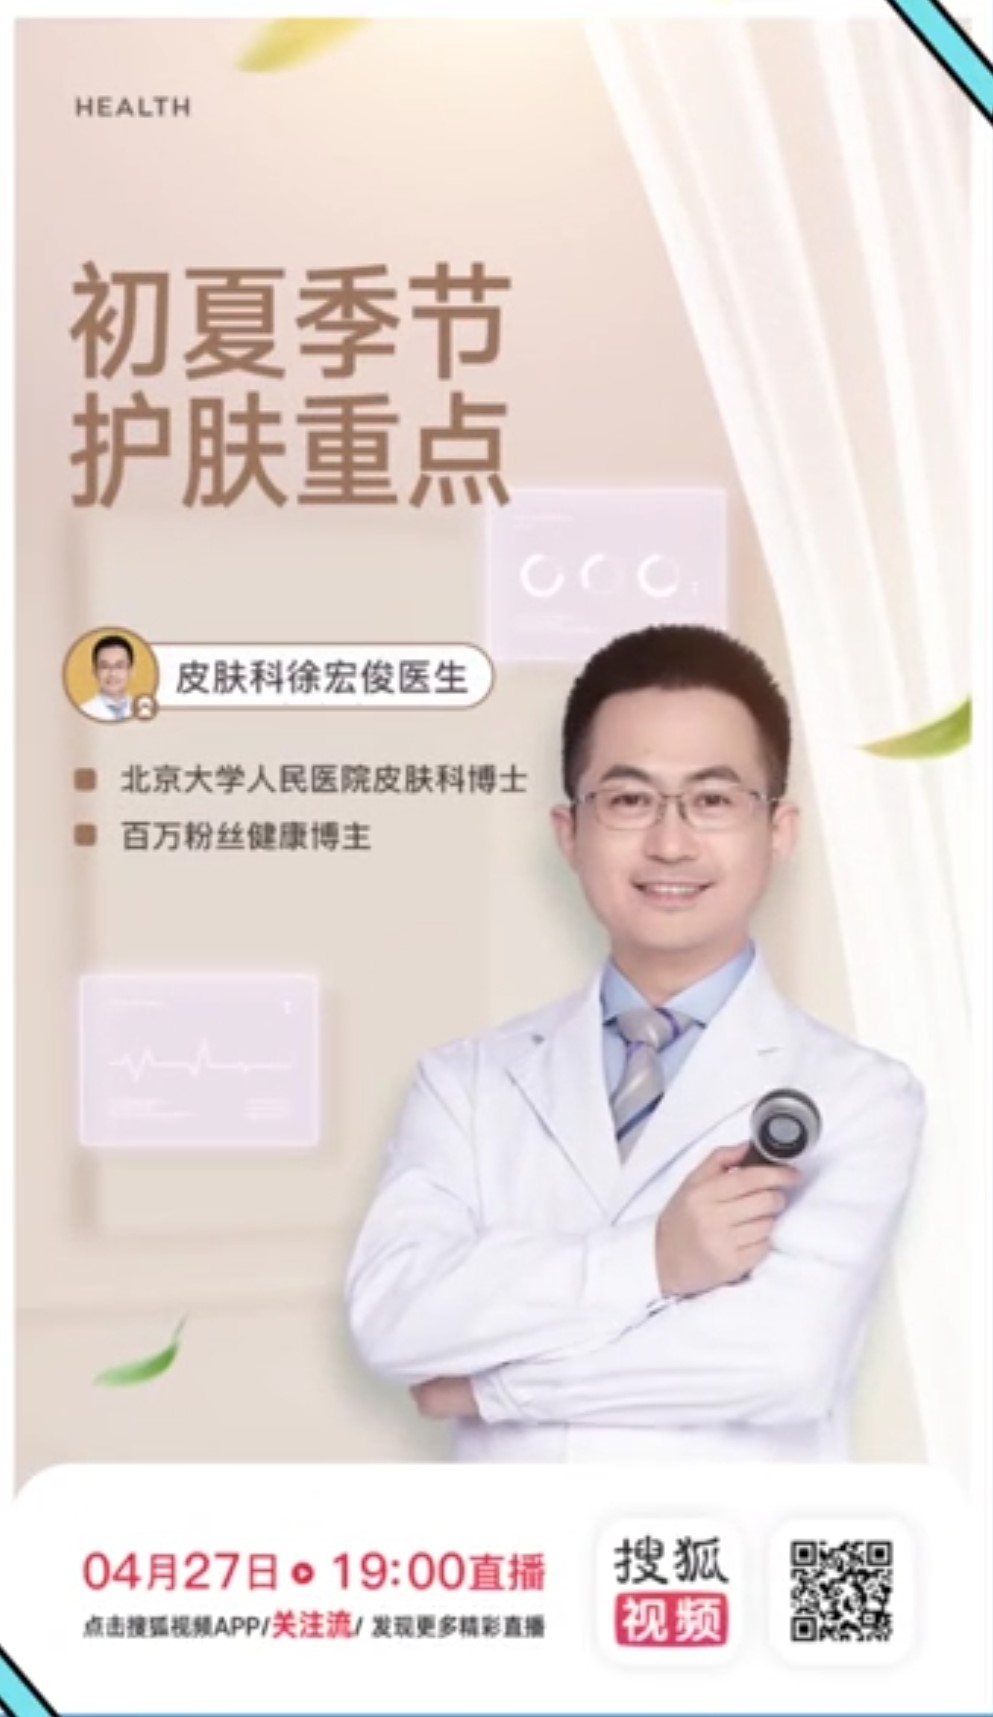 HEALTH
初夏季节
护肤重点
皮肤科徐宏俊医生
北京大学人民医院皮肤科博士
百万粉丝健康博主
04月27日 19:00直播
点击搜狐视频APP/关注流/ 发现更多精彩直播
搜狐
视频